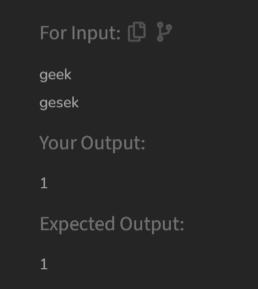 For Input:
geek
gesek
Your Output:
1
Expected Output:
1